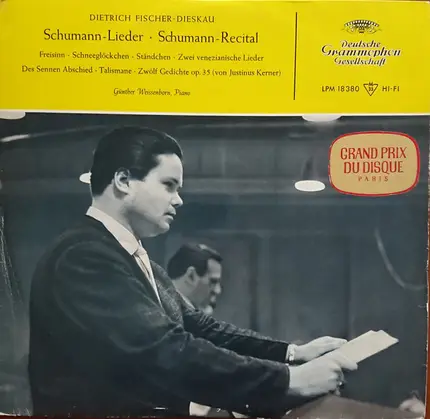 DIETRICH FISCHER-DIESKAU
Schumann-Lieder · Schumann-Recital
Freisinn · Schneeglöckchen · Ständchen · Zwei venezianische Lieder
Des Sennen Abschied · Talismane · Zwölf Gedichte op. 35 (von Justinus Kerner)
Günther Weissenborn, Piano
Deutsche
Grammophon
Gesellschaft
LPM 18380 33 HI-FI
GRAND PRIX
DU DISQUE
PARIS